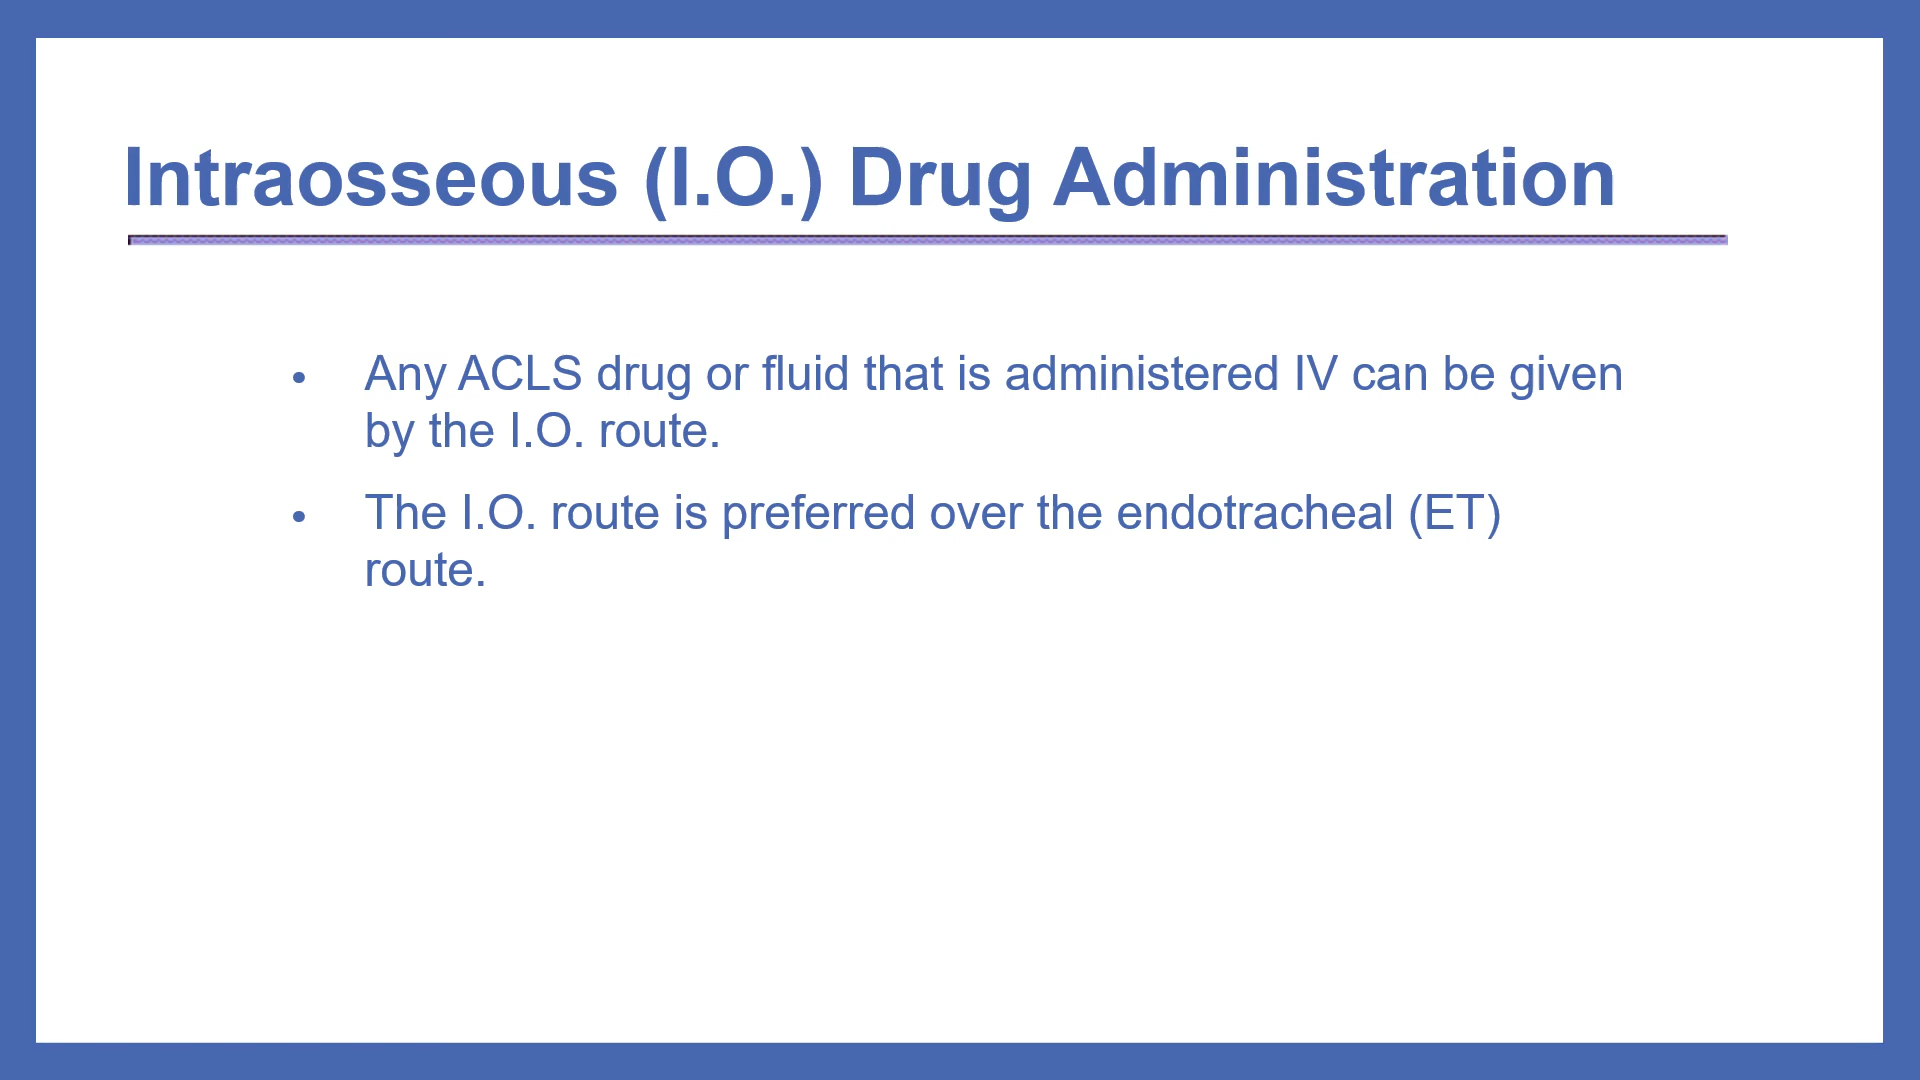 Intraosseous (I.O.) Drug Administration
• Any ACLS drug or fluid that is administered IV can be given
by the I.O. route.
• The I.O. route is preferred over the endotracheal (ET)
route.